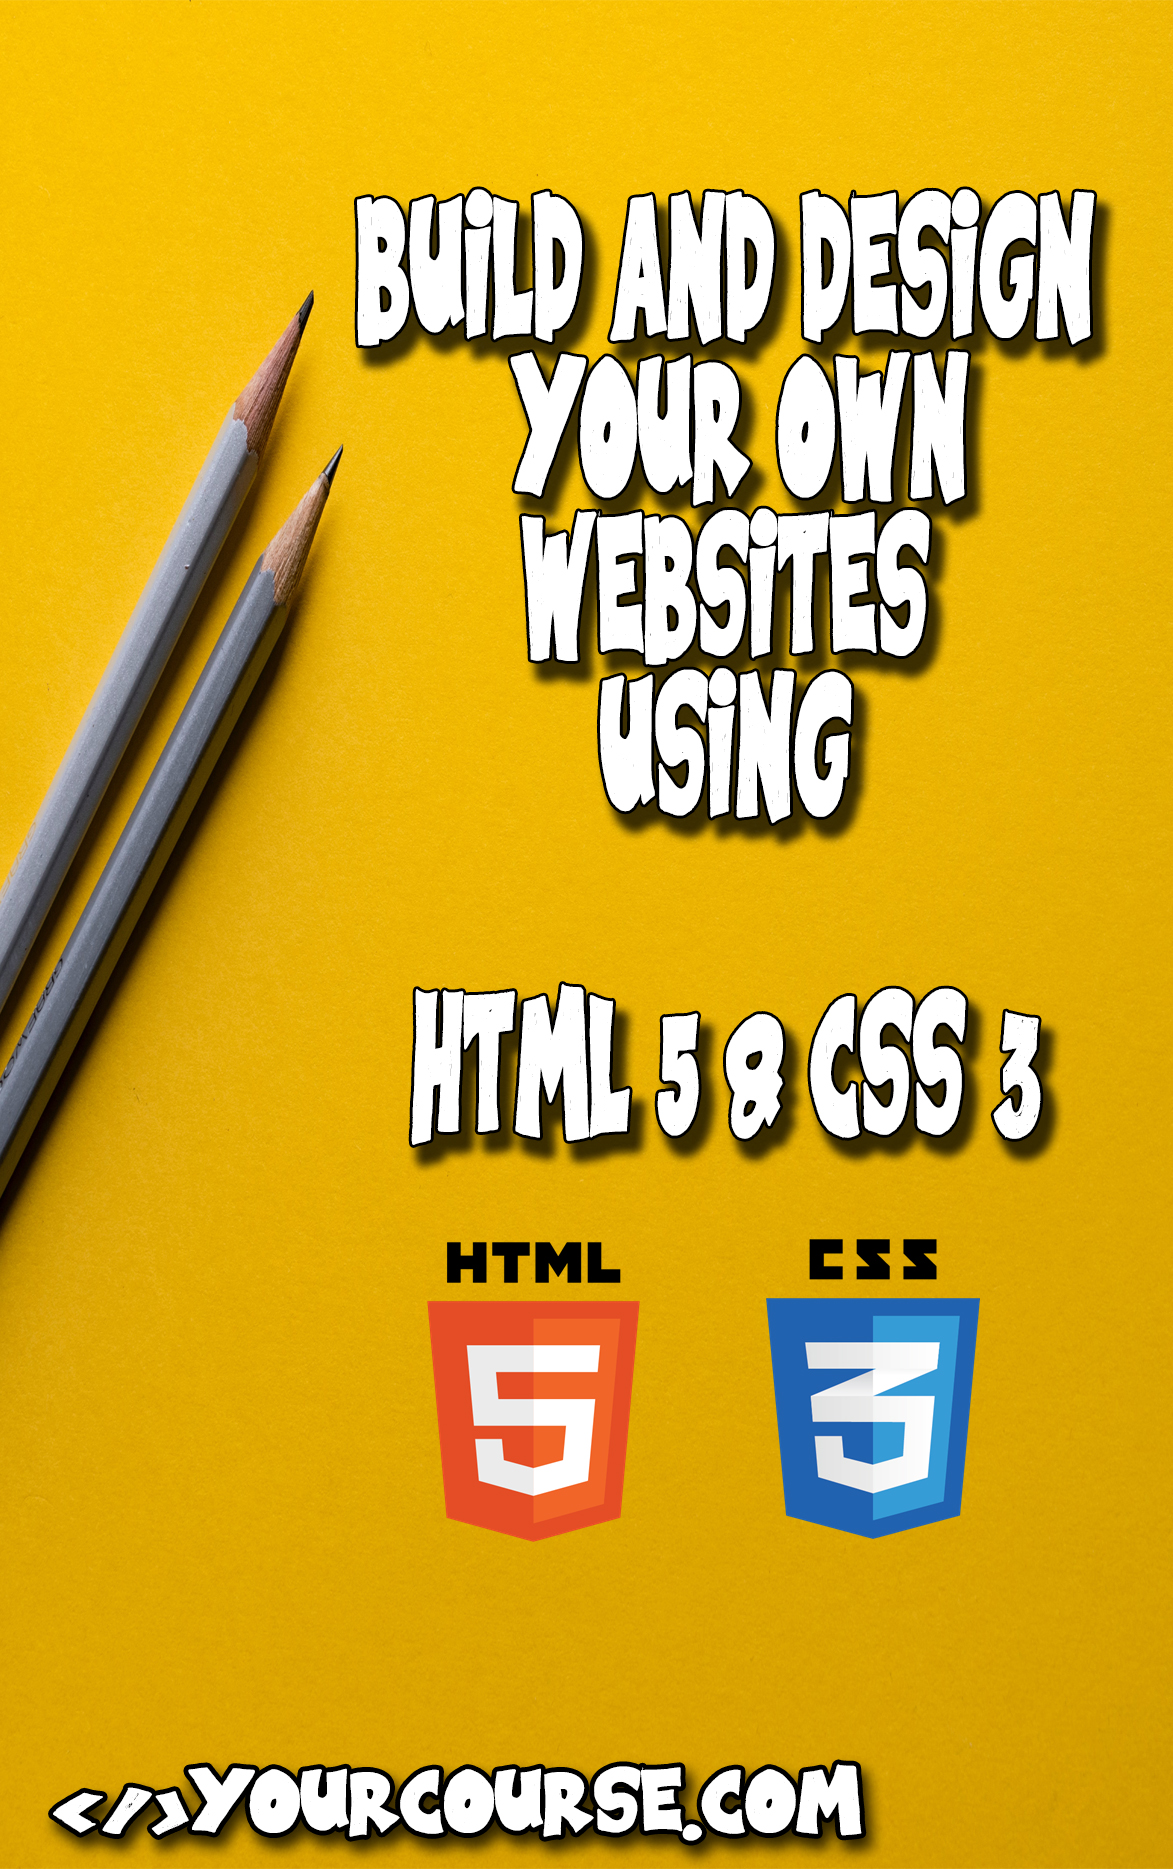 BUiLD AND DESiGN
YOUR OWN
WEBSiTES
USiNG
HTML 5 & CSS 3
HTML CSS
5 3
</>YOURCOURSE.COM